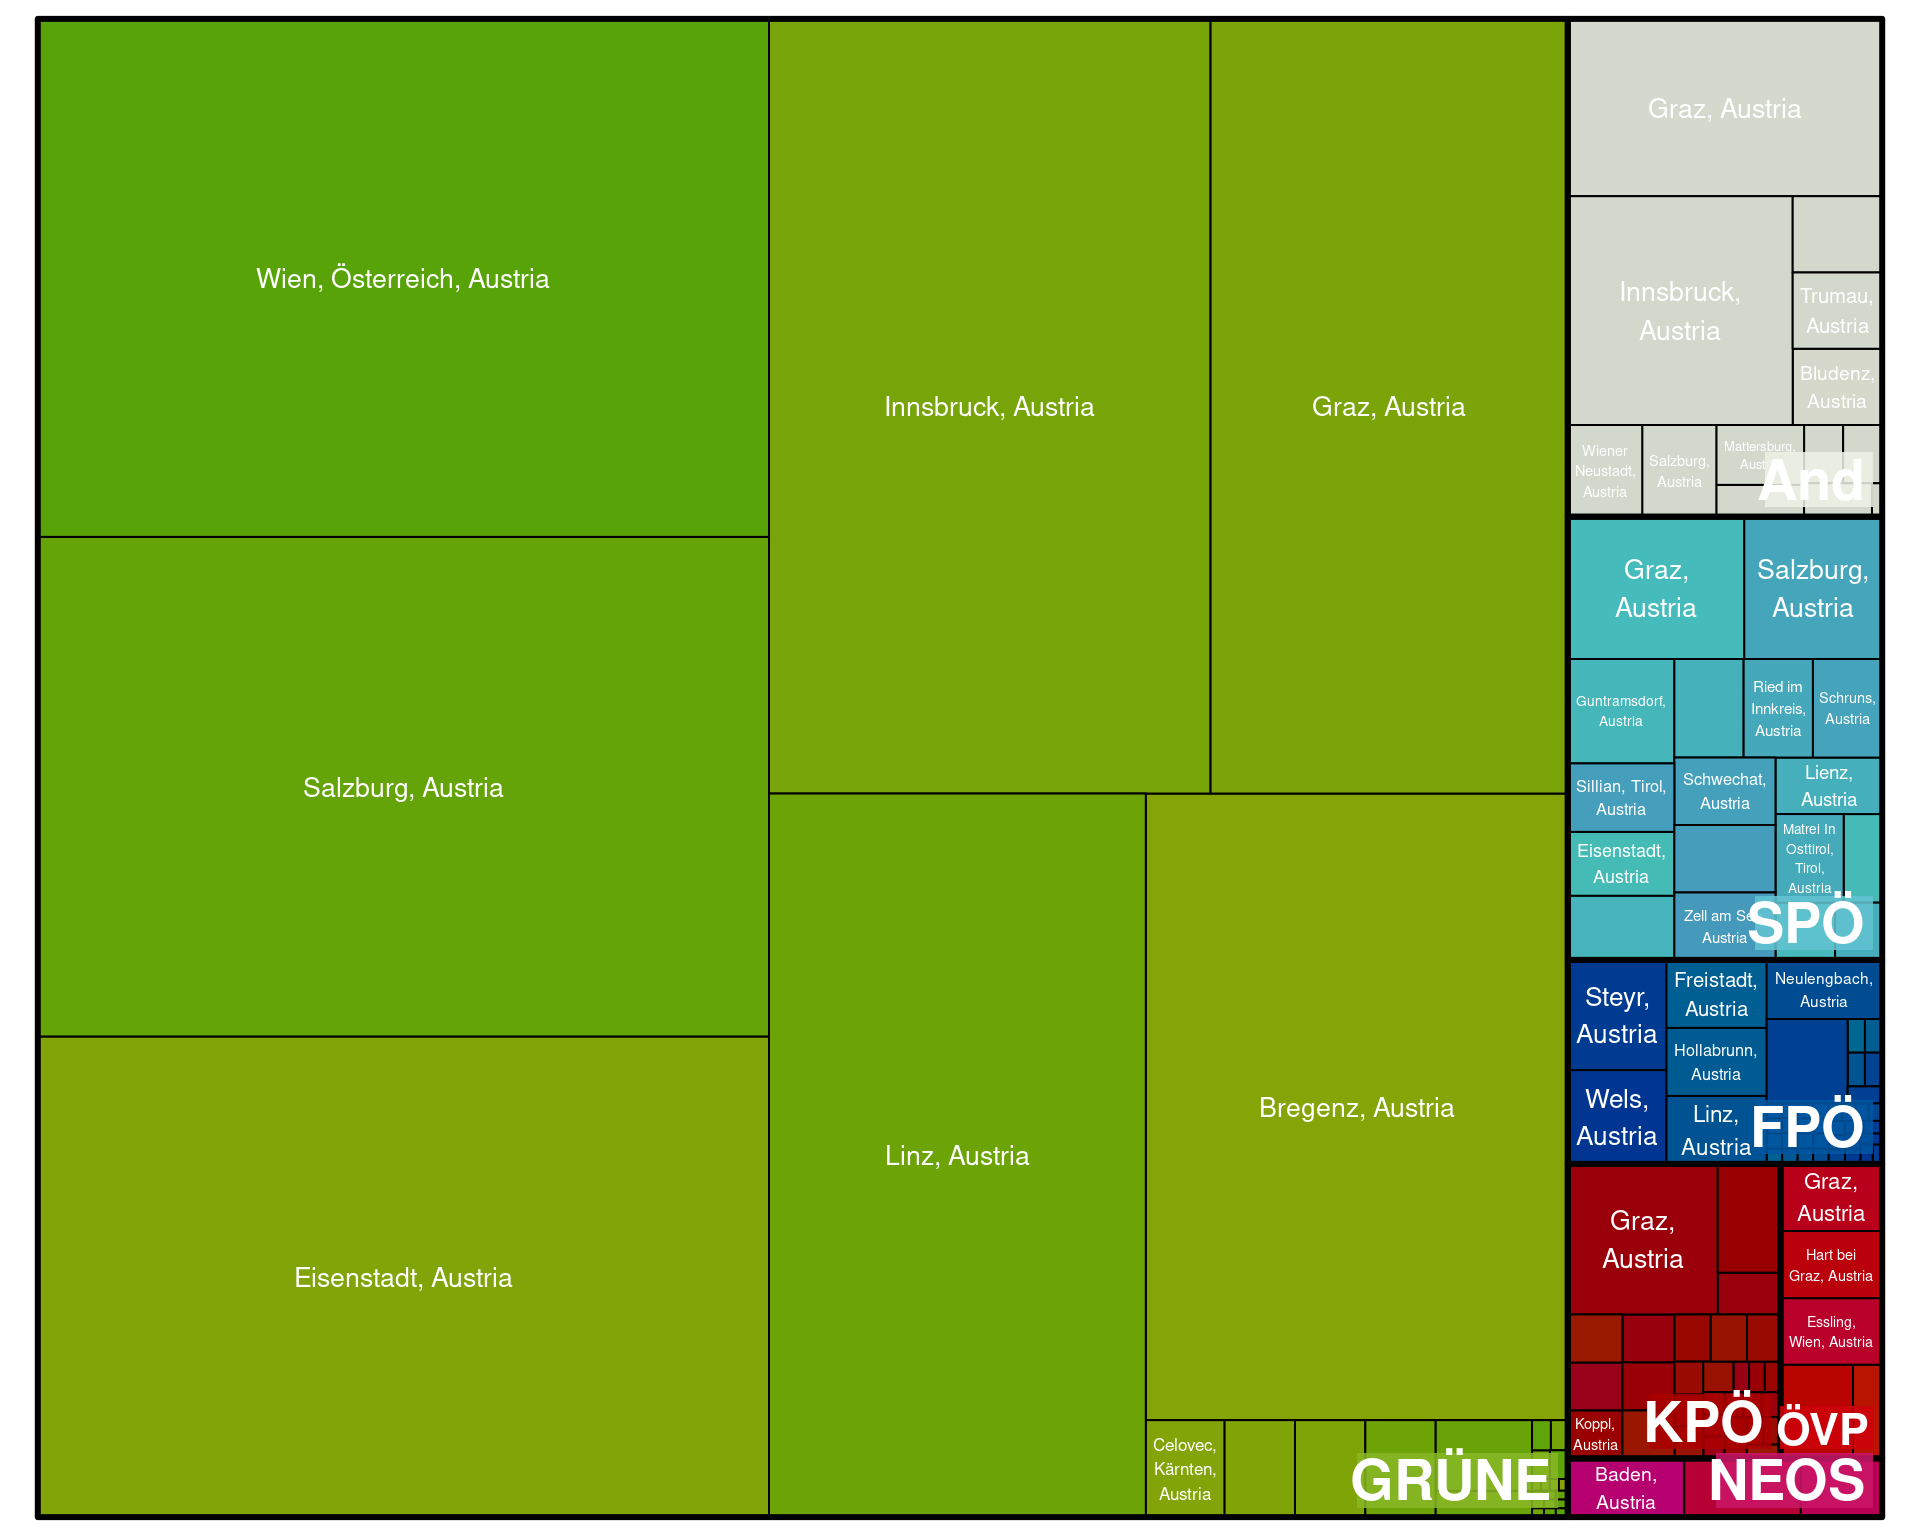 Wien, Österreich, Austria
Salzburg, Austria
Eisenstadt, Austria
Innsbruck, Austria
Graz, Austria
Linz, Austria
Bregenz, Austria
Celovec,
Kärnten,
Austria
GRÜNE
Graz, Austria
Innsbruck,
Austria
Trumau,
Austria
Bludenz,
Austria
Wiener
Neustadt,
Austria
Salzburg,
Austria
Mattersburg,
And
Graz,
Austria
Salzburg,
Austria
Guntramsdorf,
Austria
Ried im
Innkreis,
Austria
Schruns,
Austria
Sillian, Tirol,
Austria
Schwechat,
Austria
Lienz,
Austria
Eisenstadt,
Austria
Matrei In
Osttirol,
Tirol,
Austria
Zell am
Austria
SPÖ
Steyr,
Austria
Freistadt,
Austria
Neulengbach,
Austria
Hollabrunn,
Austria
Wels,
Austria
Linz,
Austria
FPÖ
Graz,
Austria
Koppl,
Austria
KPÖ
Graz,
Austria
Hart bei
Graz, Austria
Essling,
Wien, Austria
ÖVP
Baden,
Austria
NEOS